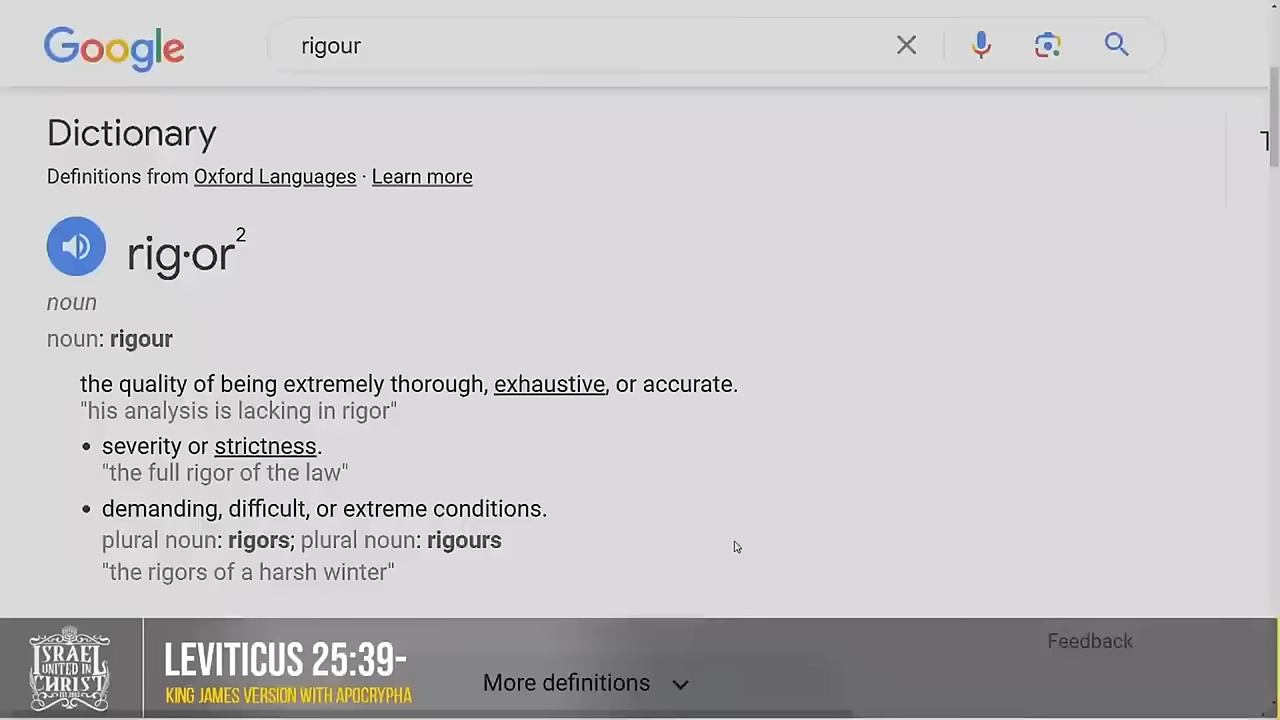 Google
rigour
Dictionary
Definitions from Oxford Languages · Learn more
rig·or²
noun
noun: rigour
the quality of being extremely thorough, exhaustive, or accurate.
"his analysis is lacking in rigor"
• severity or strictness.
"the full rigor of the law"
• demanding, difficult, or extreme conditions.
plural noun: rigors; plural noun: rigours
"the rigors of a harsh winter"
Feedback
ISRAEL
UNITED IN
CHRIST
LEVITICUS 25:39-
KING JAMES VERSION WITH APOCRYPHA
More definitions